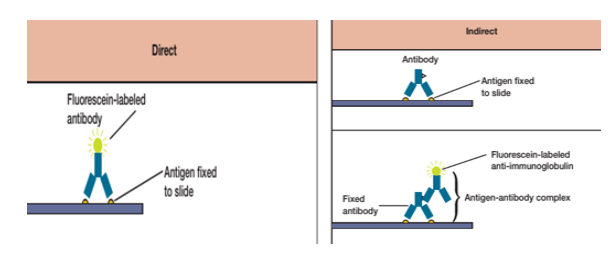 Direct
Fluorescein-labeled
antibody
Antigen fixed
to slide
Indirect
Antibody
Antigen fixed
to slide
Fluorescein-labeled
anti-immunoglobulin
Fixed
antibody
Antigen-antibody complex